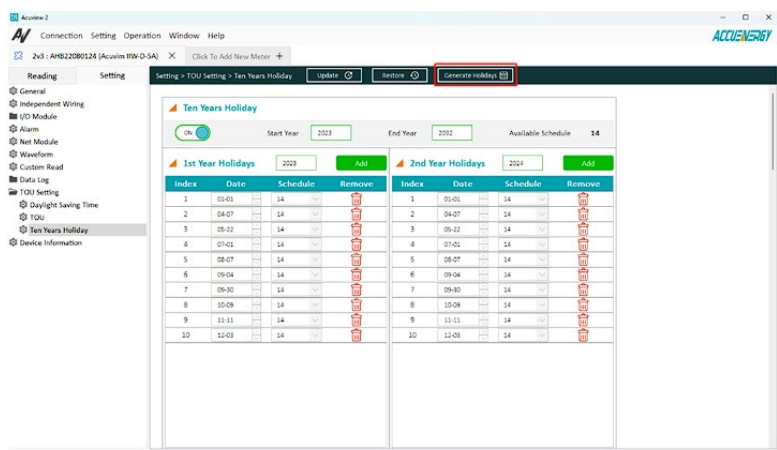 Acuview 2
AV Connection Setting Operation Window Help ACCUENERGY
2v3 : AHB22080124 (Acuvim IIW-D-5A) Click To Add New Meter +
Reading Setting Setting > TOU Setting > Ten Years Holiday Update Restore Generate Holidays
General
Independent Wiring
I/O Module
Alarm
Net Module
Waveform
Custom Read
Data Log
TOU Setting
Daylight Saving Time
TOU
Ten Years Holiday
Device Information
Ten Years Holiday
ON Start Year 2023 End Year 2032 Available Schedule 14
1st Year Holidays 2023 Add
Index Date Schedule Remove
1 01-01 14
2 04-07 14
3 05-22 14
4 07-01 14
5 08-07 14
6 09-04 14
7 09-30 14
8 10-09 14
9 11-11 14
10 12-03 14
2nd Year Holidays 2024 Add
Index Date Schedule Remove
1 01-01 14
2 04-07 14
3 05-22 14
4 07-01 14
5 08-07 14
6 09-04 14
7 09-30 14
8 10-09 14
9 11-11 14
10 12-03 14